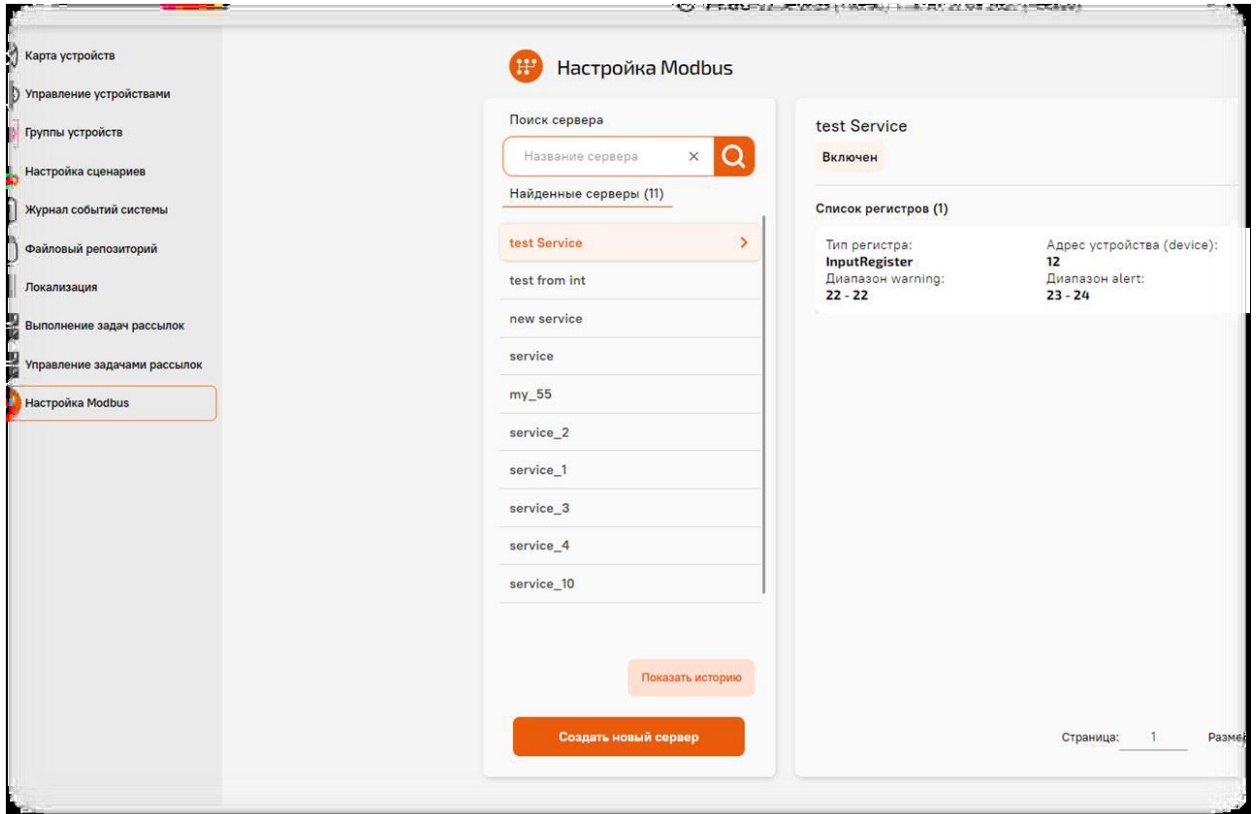 Карта устройств
Управление устройствами
Группы устройств
Настройка сценариев
Журнал событий системы
Файловый репозиторий
Локализация
Выполнение задач рассылок
Управление задачами рассылок
Настройка Modbus
Настройка Modbus
Поиск сервера
Название сервера
Найденные серверы (11)
test Service
test from int
new service
service
my_55
service_2
service_1
service_3
service_4
service_10
Показать историю
Создать новый сервер
test Service
Включен
Список регистров (1)
Тип регистра: Адрес устройства (device):
InputRegister 12
Диапазон warning: Диапазон alert:
22 - 22 23 - 24
Страница: 1